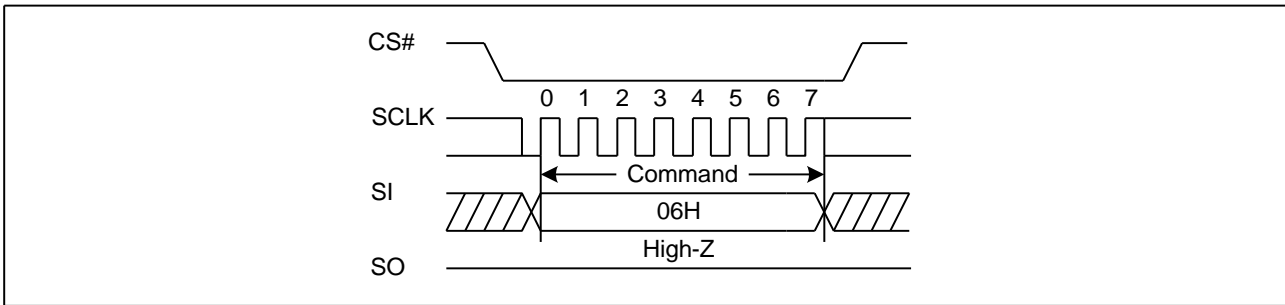 CS#
0 1 2 3 4 5 6 7
SCLK
Command
SI
06H
High-Z
SO